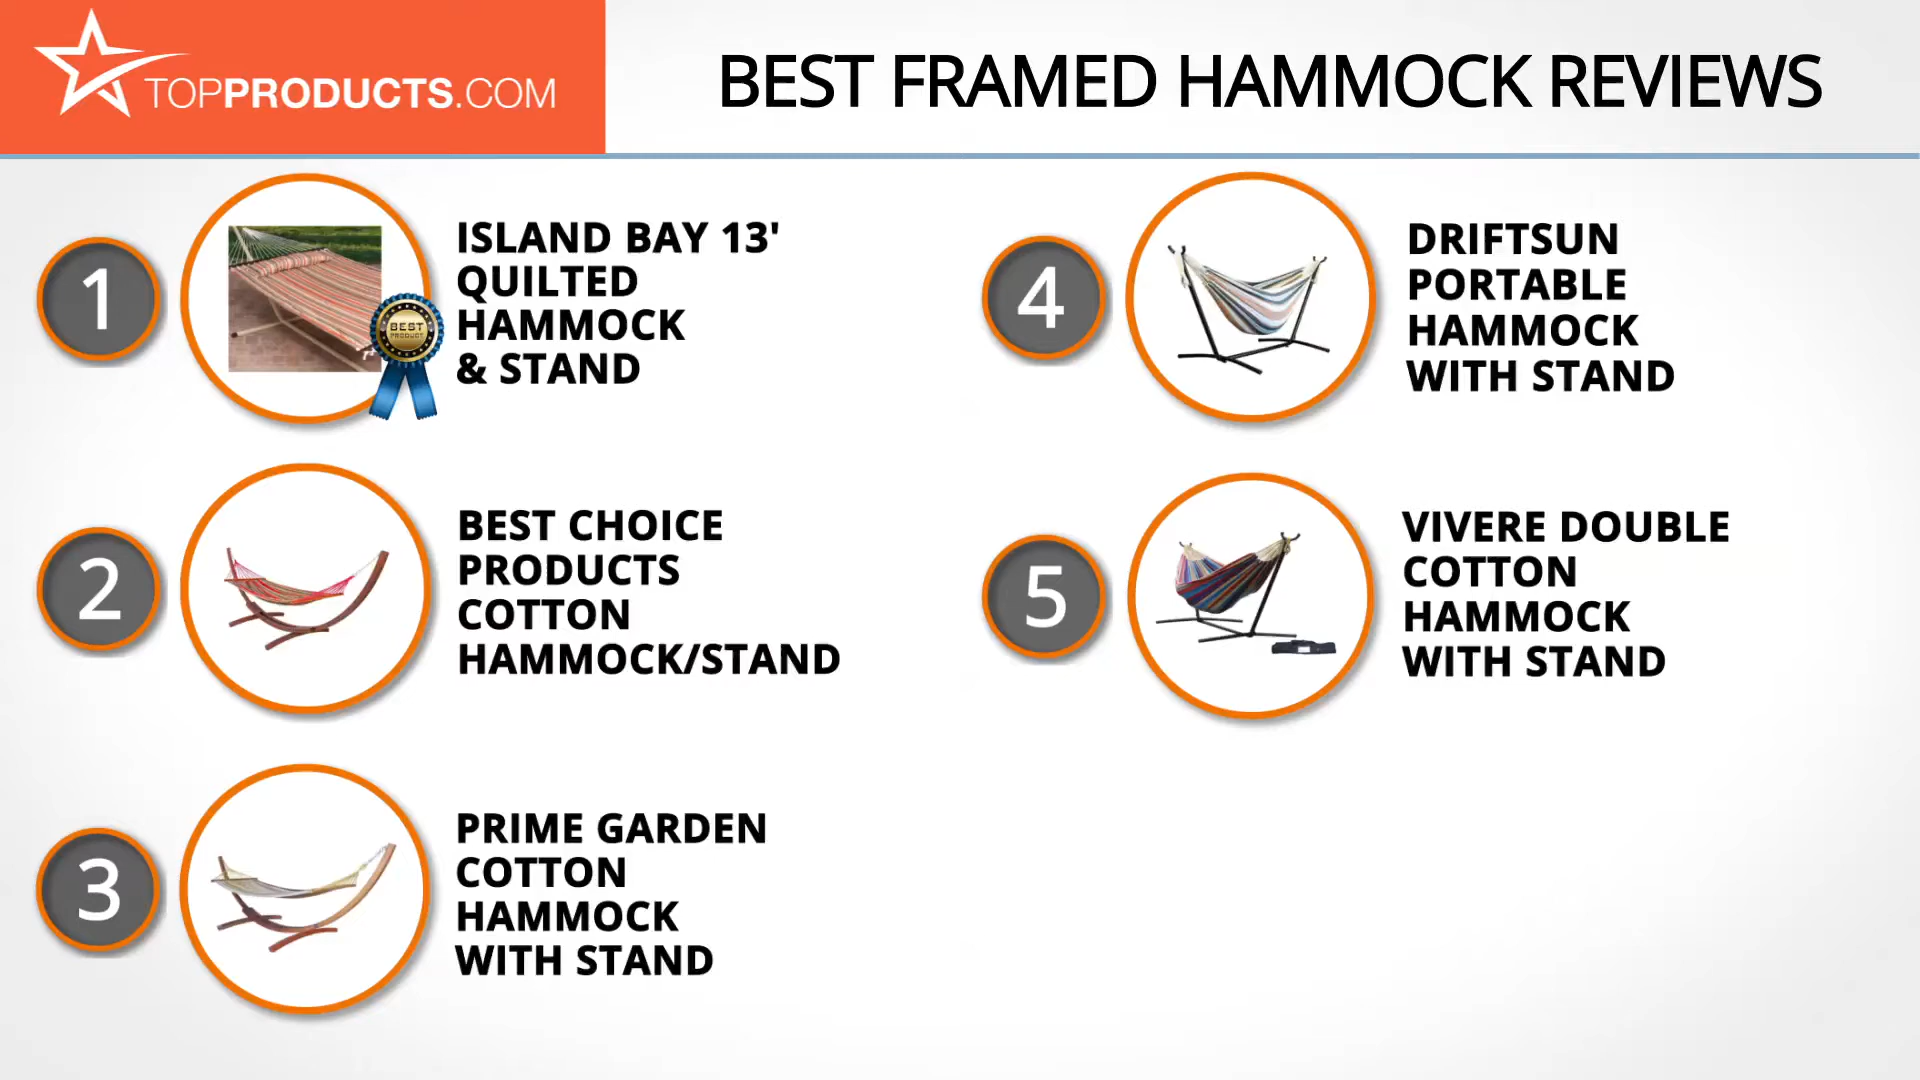 TOPPRODUCTS.COM
BEST FRAMED HAMMOCK REVIEWS
1
BEST
PRODUCT
ISLAND BAY 13'
QUILTED
HAMMOCK
& STAND
2
BEST CHOICE
PRODUCTS
COTTON
HAMMOCK/STAND
3
PRIME GARDEN
COTTON
HAMMOCK
WITH STAND
4
DRIFTSUN
PORTABLE
HAMMOCK
WITH STAND
5
VIVERE DOUBLE
COTTON
HAMMOCK
WITH STAND